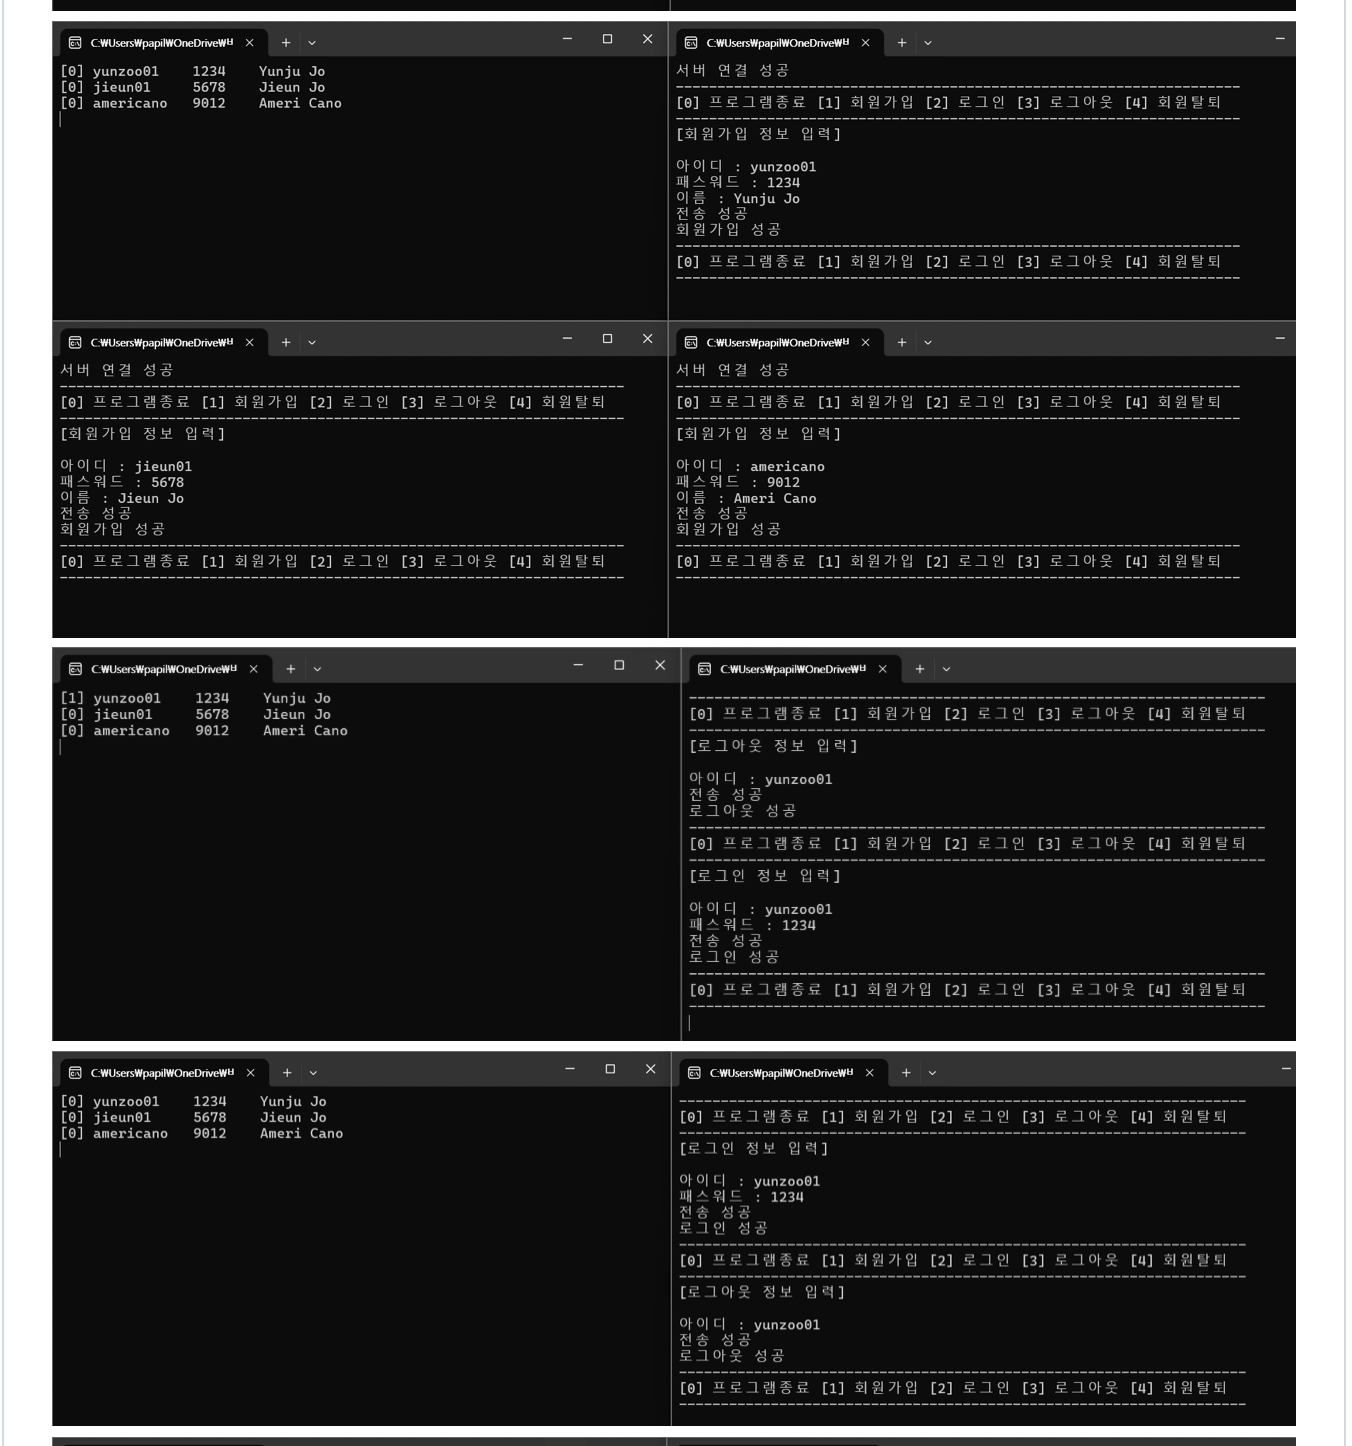 C:₩Users₩papil₩OneDrive₩ㅂ
[0] yunzoo01    1234    Yunju Jo
[0] jieun01     5678    Jieun Jo
[0] americano   9012    Ameri Cano
C:₩Users₩papil₩OneDrive₩ㅂ
서버 연결 성공
[0] 프로그램종료 [1] 회원가입 [2] 로그인 [3] 로그아웃 [4] 회원탈퇴
[회원가입 정보 입력]
아이디 : yunzoo01
패스워드 : 1234
이름 : Yunju Jo
전송 성공
회원가입 성공
[0] 프로그램종료 [1] 회원가입 [2] 로그인 [3] 로그아웃 [4] 회원탈퇴
C:₩Users₩papil₩OneDrive₩ㅂ
서버 연결 성공
[0] 프로그램종료 [1] 회원가입 [2] 로그인 [3] 로그아웃 [4] 회원탈퇴
[회원가입 정보 입력]
아이디 : jieun01
패스워드 : 5678
이름 : Jieun Jo
전송 성공
회원가입 성공
[0] 프로그램종료 [1] 회원가입 [2] 로그인 [3] 로그아웃 [4] 회원탈퇴
C:₩Users₩papil₩OneDrive₩ㅂ
서버 연결 성공
[0] 프로그램종료 [1] 회원가입 [2] 로그인 [3] 로그아웃 [4] 회원탈퇴
[회원가입 정보 입력]
아이디 : americano
패스워드 : 9012
이름 : Ameri Cano
전송 성공
회원가입 성공
[0] 프로그램종료 [1] 회원가입 [2] 로그인 [3] 로그아웃 [4] 회원탈퇴
C:₩Users₩papil₩OneDrive₩ㅂ
[1] yunzoo01    1234    Yunju Jo
[0] jieun01     5678    Jieun Jo
[0] americano   9012    Ameri Cano
C:₩Users₩papil₩OneDrive₩ㅂ
[0] 프로그램종료 [1] 회원가입 [2] 로그인 [3] 로그아웃 [4] 회원탈퇴
[로그아웃 정보 입력]
아이디 : yunzoo01
전송 성공
로그아웃 성공
[0] 프로그램종료 [1] 회원가입 [2] 로그인 [3] 로그아웃 [4] 회원탈퇴
[로그인 정보 입력]
아이디 : yunzoo01
패스워드 : 1234
전송 성공
로그인 성공
[0] 프로그램종료 [1] 회원가입 [2] 로그인 [3] 로그아웃 [4] 회원탈퇴
C:₩Users₩papil₩OneDrive₩ㅂ
[0] yunzoo01    1234    Yunju Jo
[0] jieun01     5678    Jieun Jo
[0] americano   9012    Ameri Cano
C:₩Users₩papil₩OneDrive₩ㅂ
[0] 프로그램종료 [1] 회원가입 [2] 로그인 [3] 로그아웃 [4] 회원탈퇴
[로그인 정보 입력]
아이디 : yunzoo01
패스워드 : 1234
전송 성공
로그인 성공
[0] 프로그램종료 [1] 회원가입 [2] 로그인 [3] 로그아웃 [4] 회원탈퇴
[로그아웃 정보 입력]
아이디 : yunzoo01
전송 성공
로그아웃 성공
[0] 프로그램종료 [1] 회원가입 [2] 로그인 [3] 로그아웃 [4] 회원탈퇴